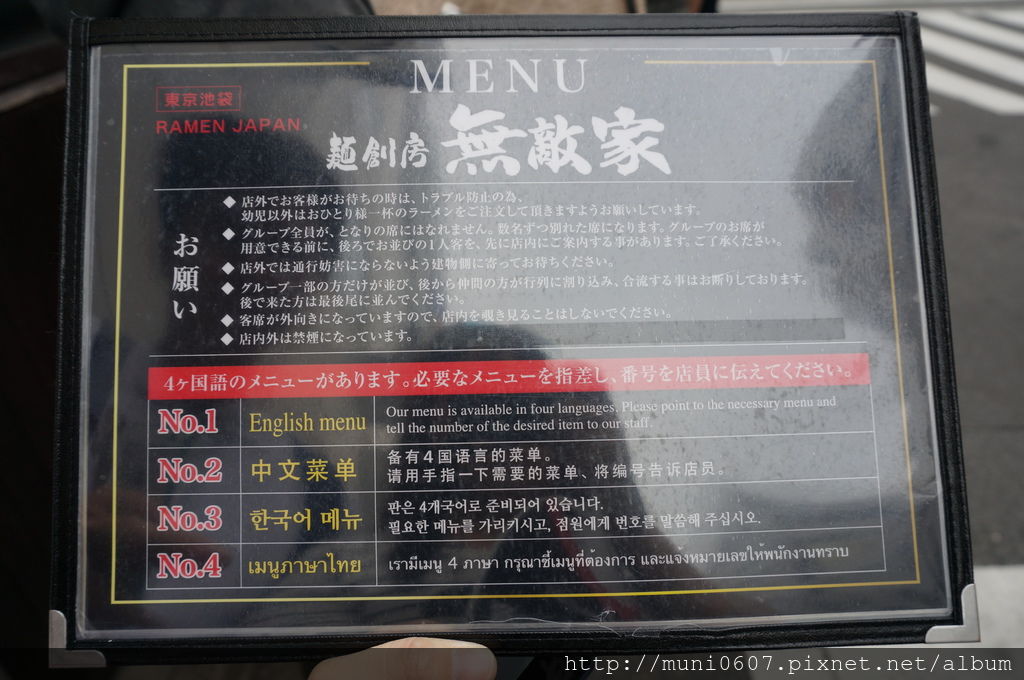 MENU
東京池袋
RAMEN JAPAN
麺創房 無敵家
お願い
◆ 店外でお客様がお待ちの時は、トラブル防止の為、
幼児以外はおひとり様一杯のラーメンをご注文して頂きますようお願いしています。
◆ グループ全員が、となりの席にはなれません。数名ずつ別れた席になります。グループのお席が
用意できる前に、後ろでお並びの1人客を、先に店内にご案内する事があります。ご了承ください。
◆ 店外では通行妨害にならないよう建物側に寄ってお待ちください。
◆ グループ一部の方だけが並び、後から仲間の方が行列に割り込み、合流する事はお断りしております。
後で来た方は最後尾に並んでください。
◆ 客席が外向きになっていますので、店内を覗き見ることはしないでください。
◆ 店内外は禁煙になっています。
4ヶ国語のメニューがあります。必要なメニューを指差し、番号を店員に伝えてください。
No.1 English menu
Our menu is available in four languages. Please point to the necessary menu and
tell the number of the desired item to our staff.
No.2 中文菜单
备有4国语言的菜单。
请用手指一下需要的菜单、将编号告诉店员。
No.3 한국어 메뉴
판은 4개국어로 준비되어 있습니다.
필요한 메뉴를 가리키시고, 점원에게 번호를 말씀해 주십시오.
No.4 เมนูภาษาไทย
เรามีเมนู 4 ภาษา กรุณาชี้เมนูที่ต้องการ และแจ้งหมายเลขให้พนักงานทราบ
http://muni0607.pixnet.net/album